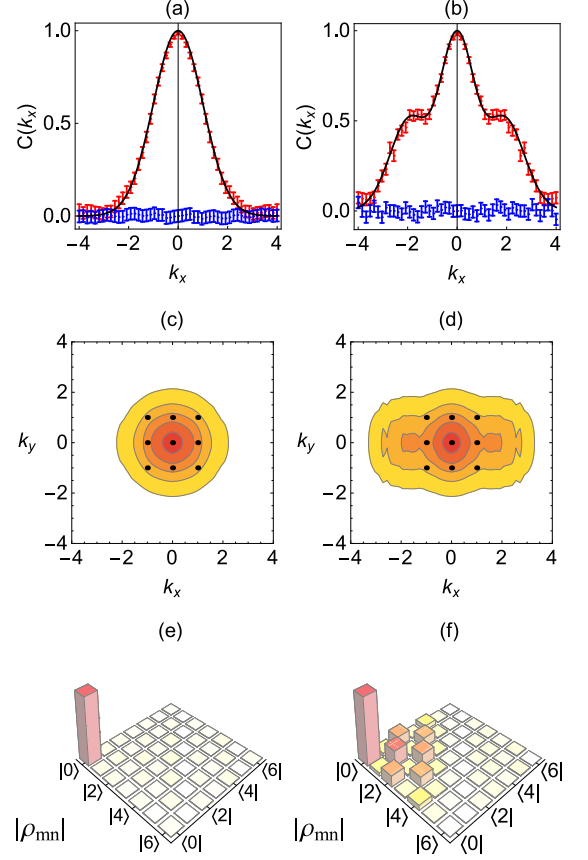 (a) (b)
1.0 1.0
C(kₓ) 0.5 C(kₓ) 0.5
0.0 0.0
−4 −2 0 2 4 −4 −2 0 2 4
kₓ kₓ
(c) (d)
4 4
2 2
k_y 0 k_y 0
−2 −2
−4 −4
−4 −2 0 2 4 −4 −2 0 2 4
kₓ kₓ
(e) (f)
|0⟩ ⟨6| |0⟩ ⟨6|
|2⟩ ⟨4| |2⟩ ⟨4|
|4⟩ ⟨2| |4⟩ ⟨2|
|ρₘₙ| |6⟩ ⟨0| |ρₘₙ| |6⟩ ⟨0|